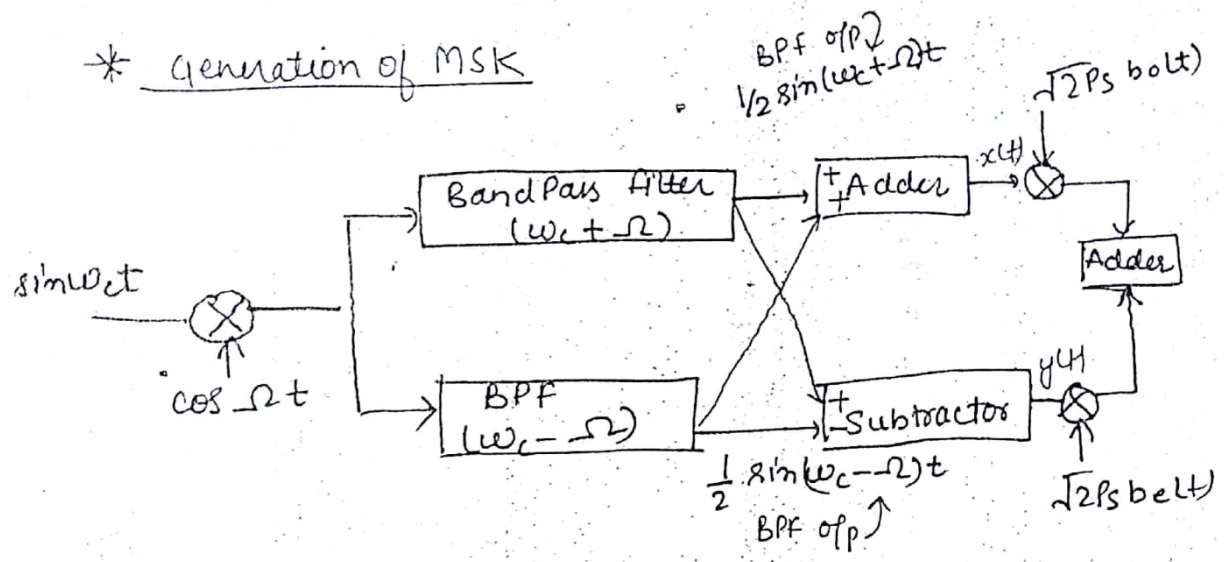 * Generation of MSK
BPF o/p
1/2 sin(ωc+Ω)t
√2Ps bo(t)
Band Pass filter
(ωc + Ω)
+
+ Adder
x(t)
Adder
sinωct
cos Ωt
BPF
(ωc - Ω)
+
- Subtractor
y(t)
1/2 sin(ωc-Ω)t
BPF o/p
√2Ps be(t)